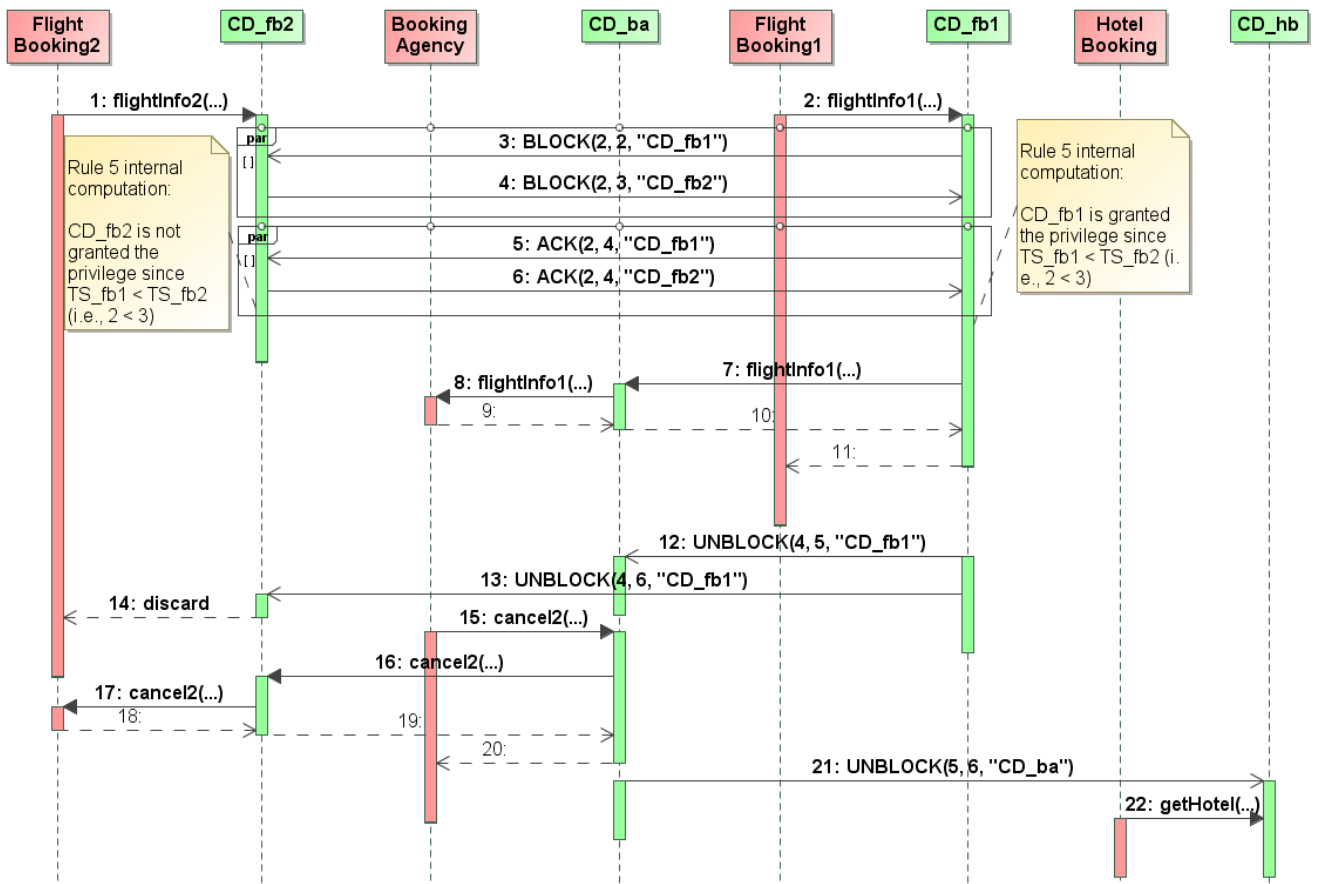 Flight
Booking2
CD_fb2
Booking
Agency
CD_ba
Flight
Booking1
CD_fb1
Hotel
Booking
CD_hb
1: flightInfo2(...)
2: flightInfo1(...)
par
[ ]
3: BLOCK(2, 2, "CD_fb1")
4: BLOCK(2, 3, "CD_fb2")
Rule 5 internal
computation:
CD_fb2 is not
granted the
privilege since
TS_fb1 < TS_fb2
(i.e., 2 < 3)
Rule 5 internal
computation:
CD_fb1 is granted
the privilege since
TS_fb1 < TS_fb2 (i.
e., 2 < 3)
par
[ ]
5: ACK(2, 4, "CD_fb1")
6: ACK(2, 4, "CD_fb2")
7: flightInfo1(...)
8: flightInfo1(...)
9:
10:
11:
12: UNBLOCK(4, 5, "CD_fb1")
13: UNBLOCK(4, 6, "CD_fb1")
14: discard
15: cancel2(...)
16: cancel2(...)
17: cancel2(...)
18:
19:
20:
21: UNBLOCK(5, 6, "CD_ba")
22: getHotel(...)